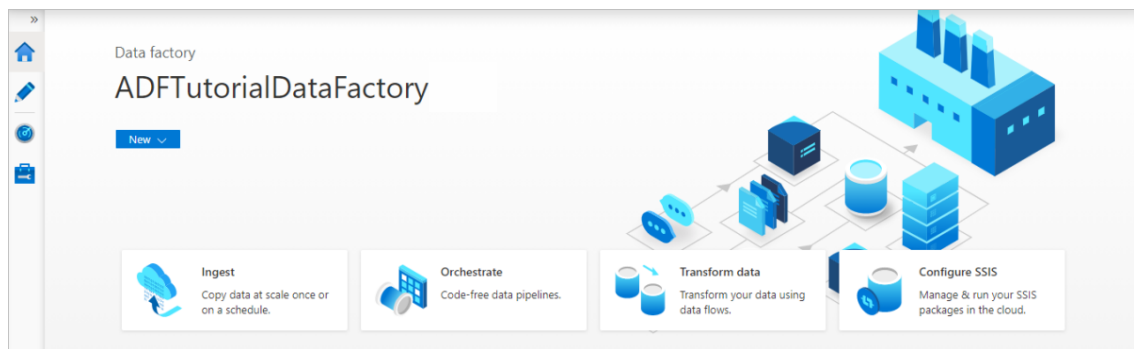 Data factory
ADFTutorialDataFactory
New
Ingest
Copy data at scale once or
on a schedule.
Orchestrate
Code-free data pipelines.
Transform data
Transform your data using
data flows.
Configure SSIS
Manage & run your SSIS
packages in the cloud.